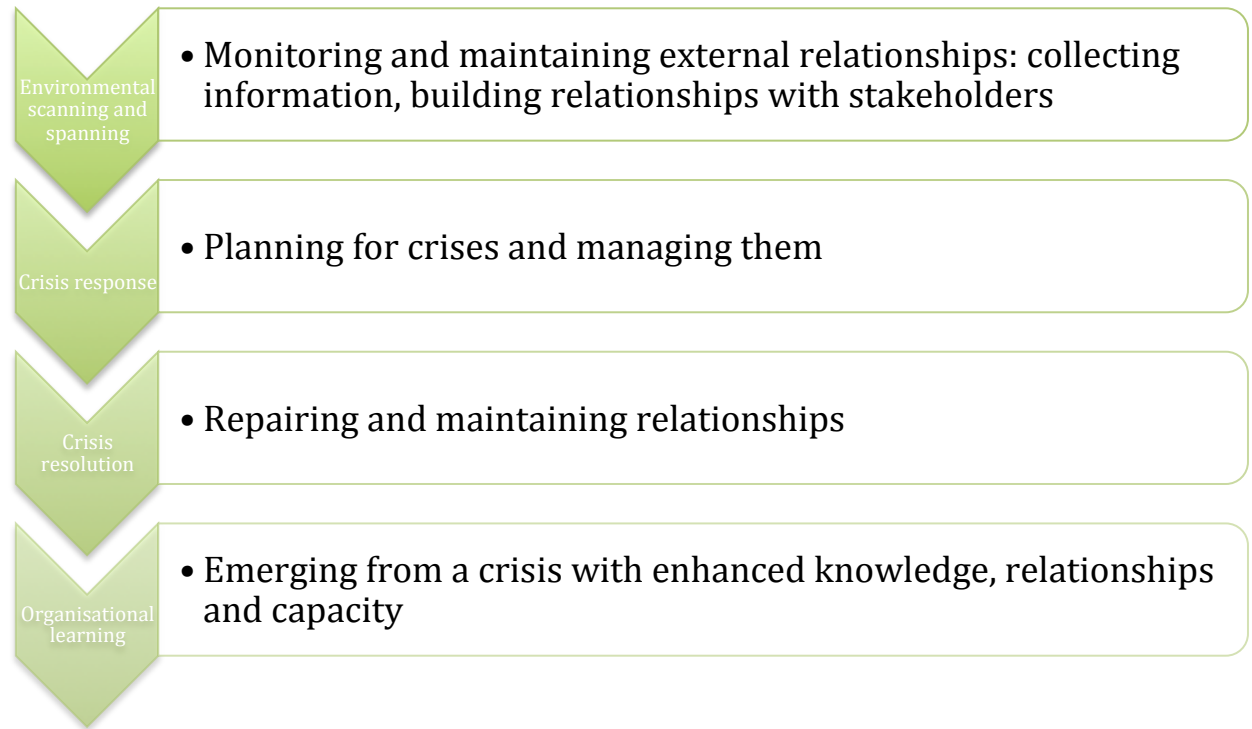 Environmental
scanning and
spanning
• Monitoring and maintaining external relationships: collecting
information, building relationships with stakeholders
Crisis response
• Planning for crises and managing them
Crisis
resolution
• Repairing and maintaining relationships
Organisational
learning
• Emerging from a crisis with enhanced knowledge, relationships
and capacity